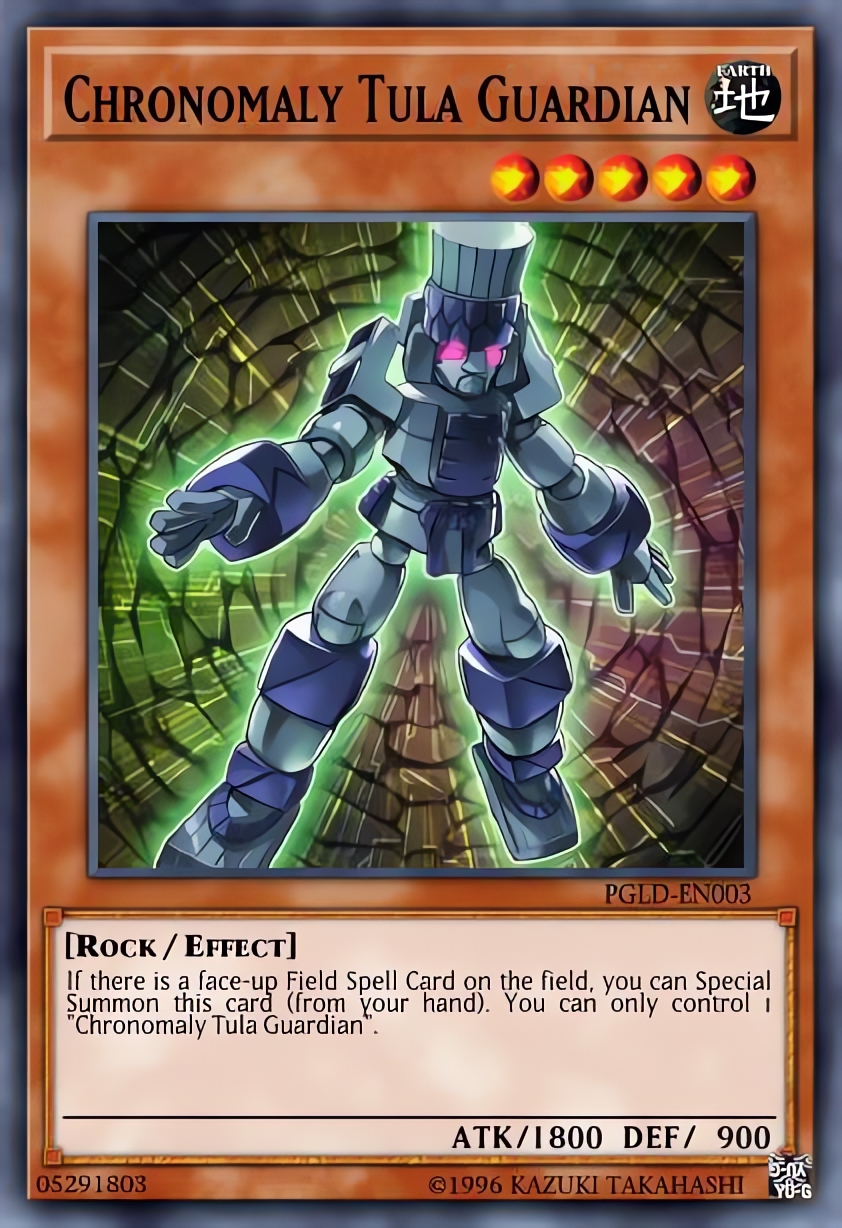 CHRONOMALY TULA GUARDIAN
EARTH
地
PGLD-EN003
[ROCK / EFFECT]
If there is a face-up Field Spell Card on the field, you can Special
Summon this card (from your hand). You can only control 1
"Chronomaly Tula Guardian".
ATK/1800 DEF/ 900
05291803
©1996 KAZUKI TAKAHASHI